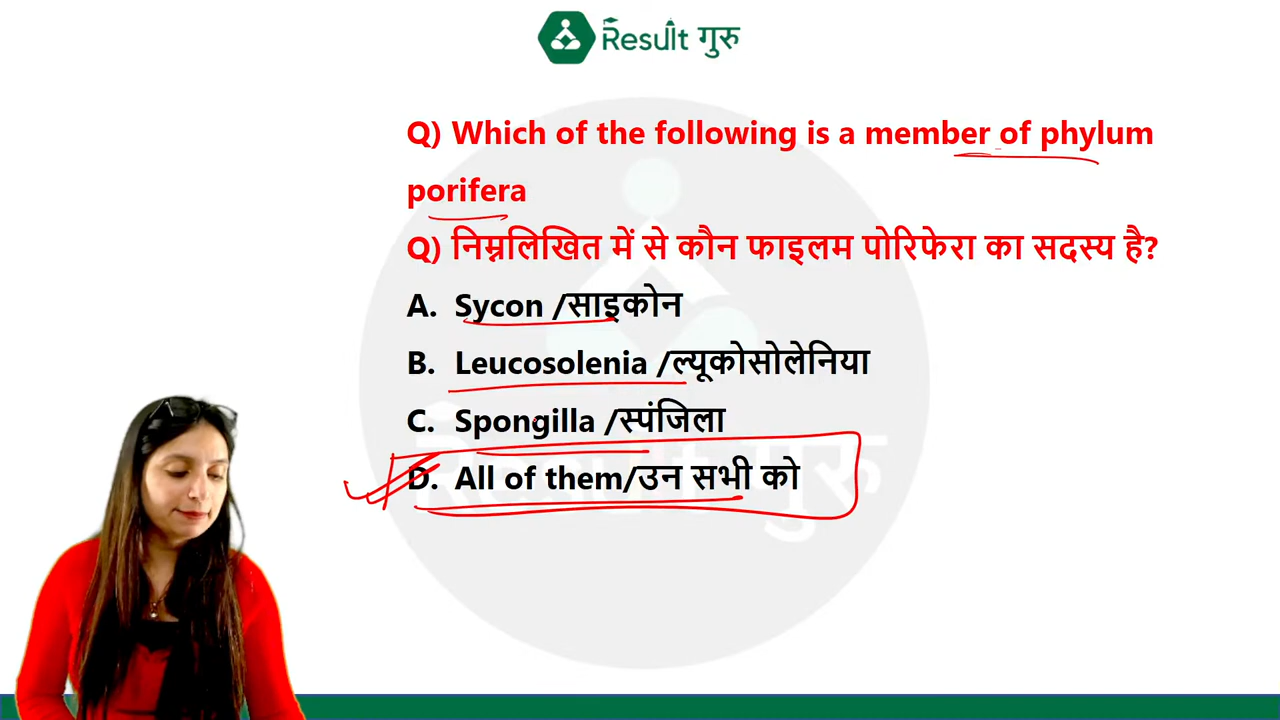 Result गुरु
Q) Which of the following is a member of phylum
porifera
Q) निम्नलिखित में से कौन फाइलम पोरिफेरा का सदस्य है?
A. Sycon /साइकोन
B. Leucosolenia /ल्यूकोसोलेनिया
C. Spongilla /स्पंजिला
D. All of them/उन सभी को
Result गुरु